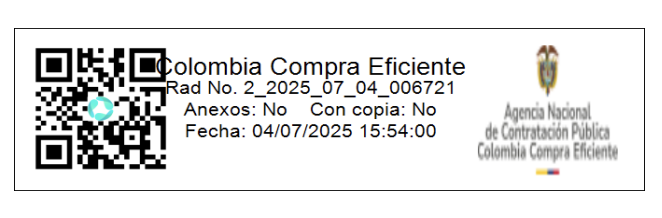 Colombia Compra Eficiente
Rad No. 2_2025_07_04_006721
Anexos: No Con copia: No
Fecha: 04/07/2025 15:54:00
Agencia Nacional
de Contratación Pública
Colombia Compra Eficiente